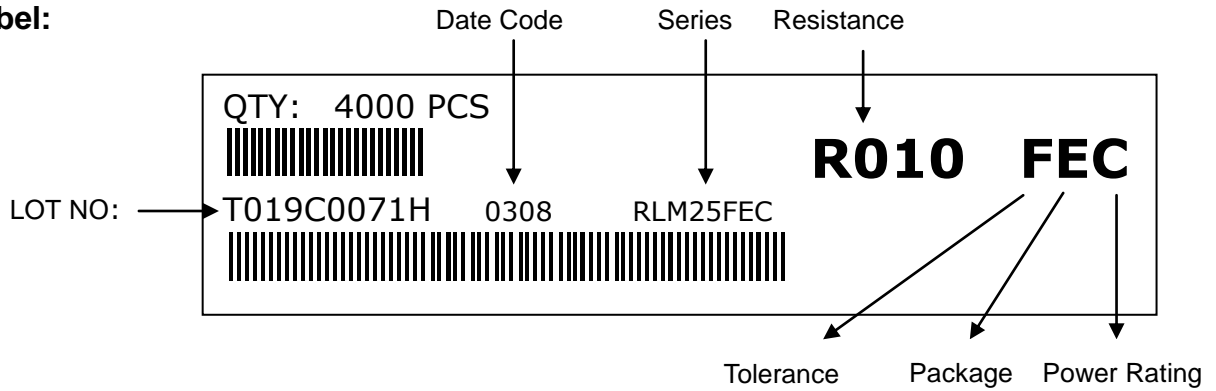 bel:
Date Code Series Resistance
QTY: 4000 PCS
R010 FEC
LOT NO: T019C0071H 0308 RLM25FEC
Tolerance Package Power Rating